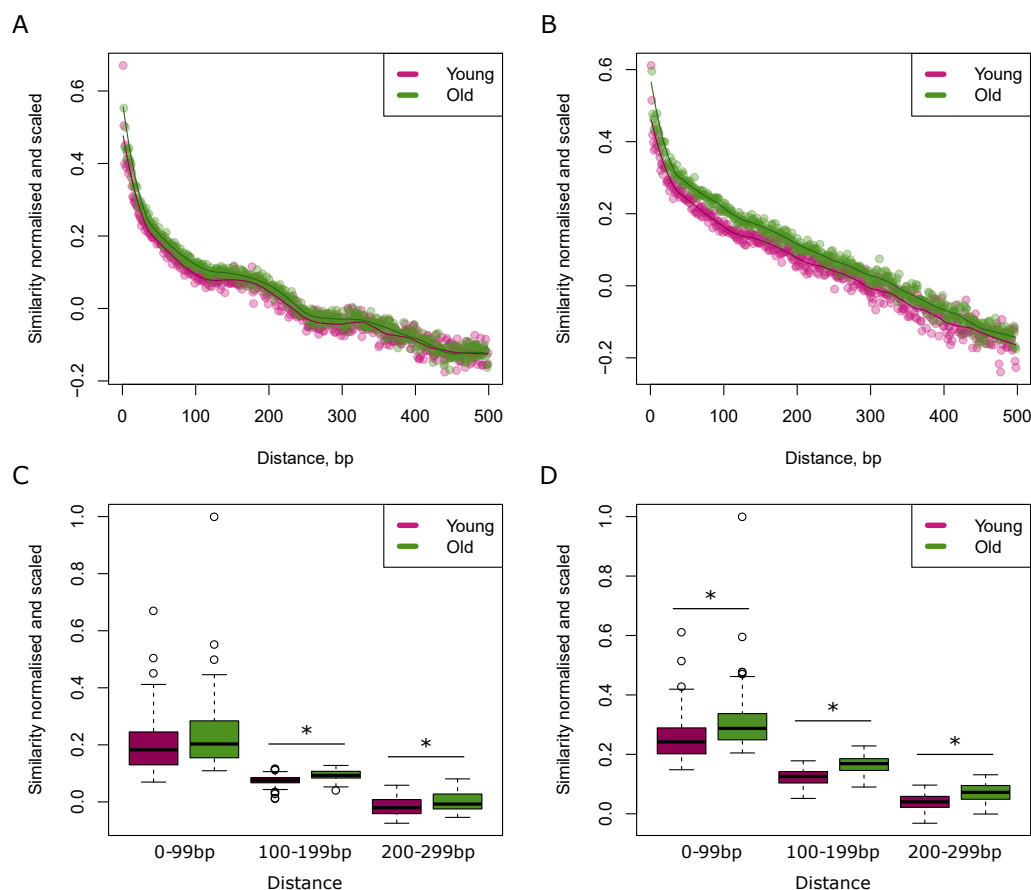 A
Similarity normalised and scaled
0.6
0.4
0.2
0.0
−0.2
Young
Old
0 100 200 300 400 500
Distance, bp
B
Similarity normalised and scaled
0.6
0.4
0.2
0.0
−0.2
Young
Old
0 100 200 300 400 500
Distance, bp
C
Similarity normalised and scaled
1.0
0.8
0.6
0.4
0.2
0.0
Young
Old
* *
0-99bp 100-199bp 200-299bp
Distance
D
Similarity normalised and scaled
1.0
0.8
0.6
0.4
0.2
0.0
Young
Old
* * *
0-99bp 100-199bp 200-299bp
Distance